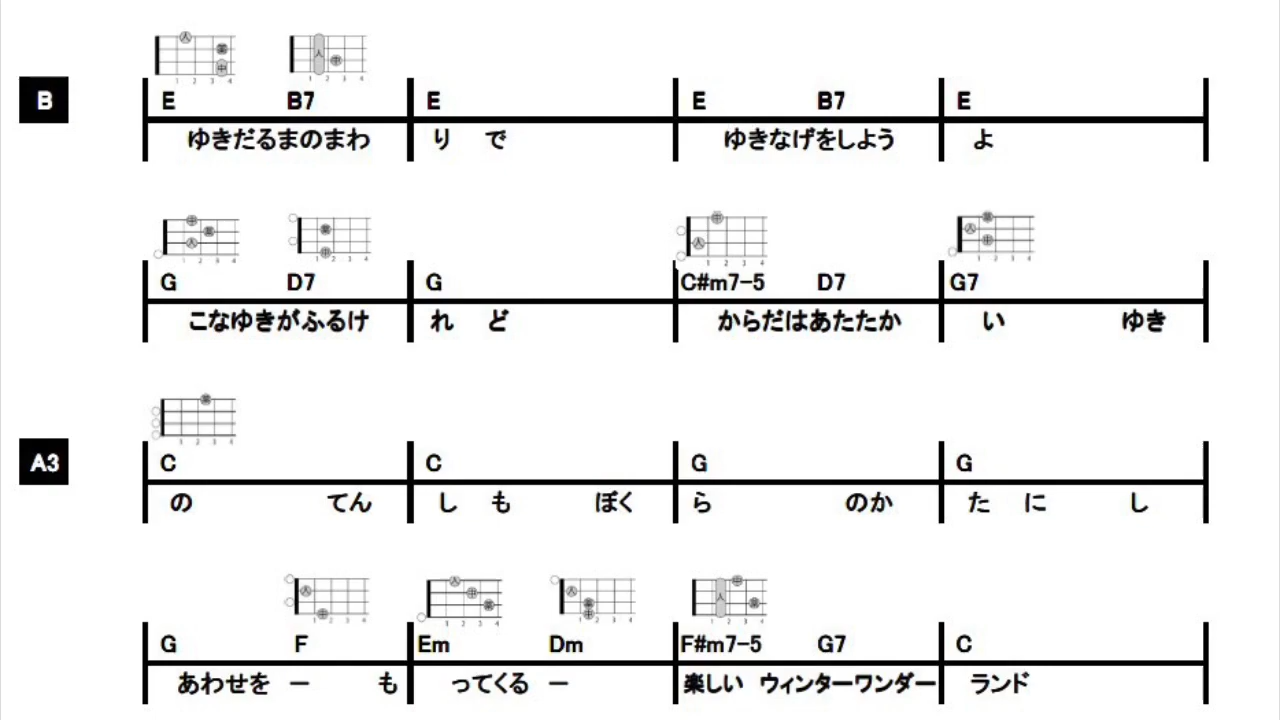 B
E B7 E E B7 E
ゆきだるまのまわ り で ゆきなげをしよう よ
G D7 G C#m7-5 D7 G7
こなゆきがふるけ れ ど からだはあたたか い ゆき
A3
C C G G
の てん し も ぼく ら のか た に し
G F Em Dm F#m7-5 G7 C
あわせを ー も ってくる ー 楽しい ウィンターワンダー ランド